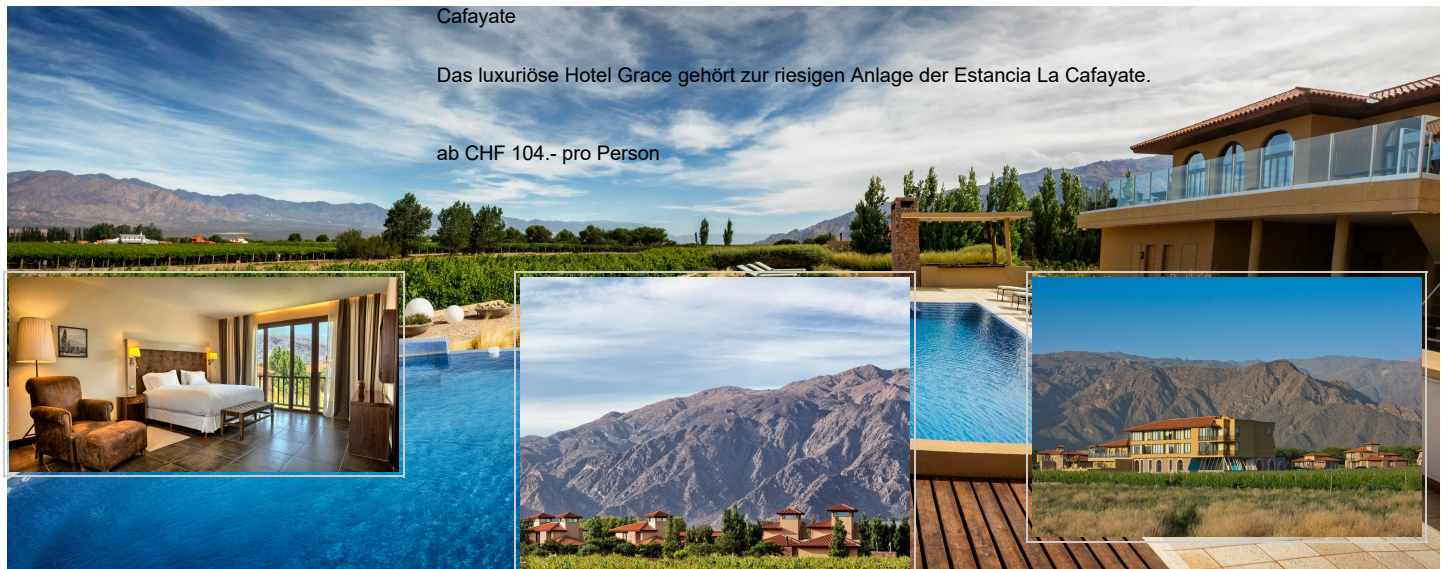 Cafayate
Das luxuriöse Hotel Grace gehört zur riesigen Anlage der Estancia La Cafayate.
ab CHF 104.- pro Person